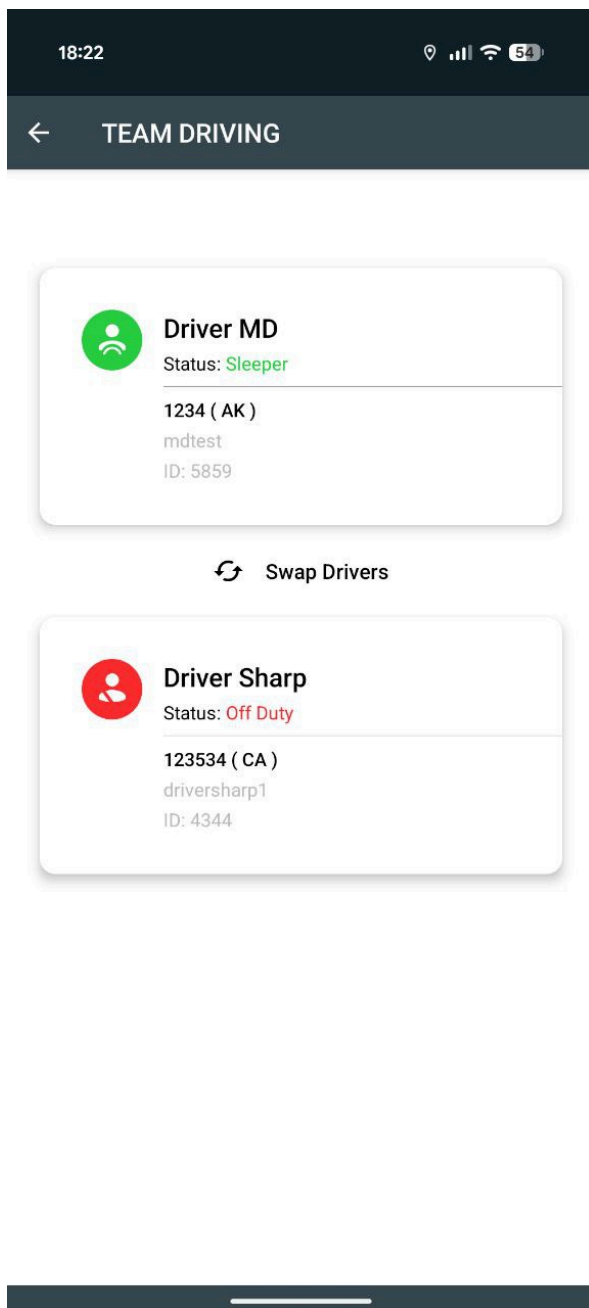 18:22
54
TEAM DRIVING
Driver MD
Status: Sleeper
1234 ( AK )
mdtest
ID: 5859
Swap Drivers
Driver Sharp
Status: Off Duty
123534 ( CA )
driversharp1
ID: 4344